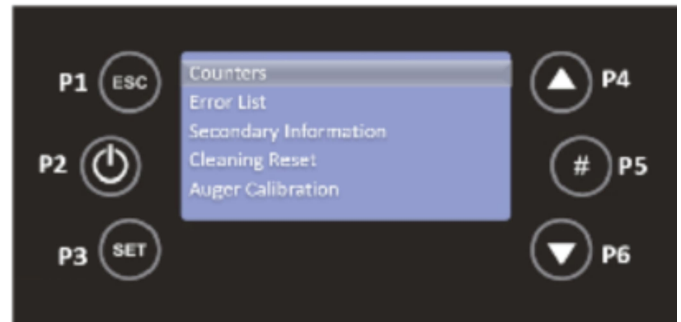 P1 ESC
Counters
P4
Error List
Secondary Information
P2
Cleaning Reset
# P5
Auger Calibration
P3 SET
P6